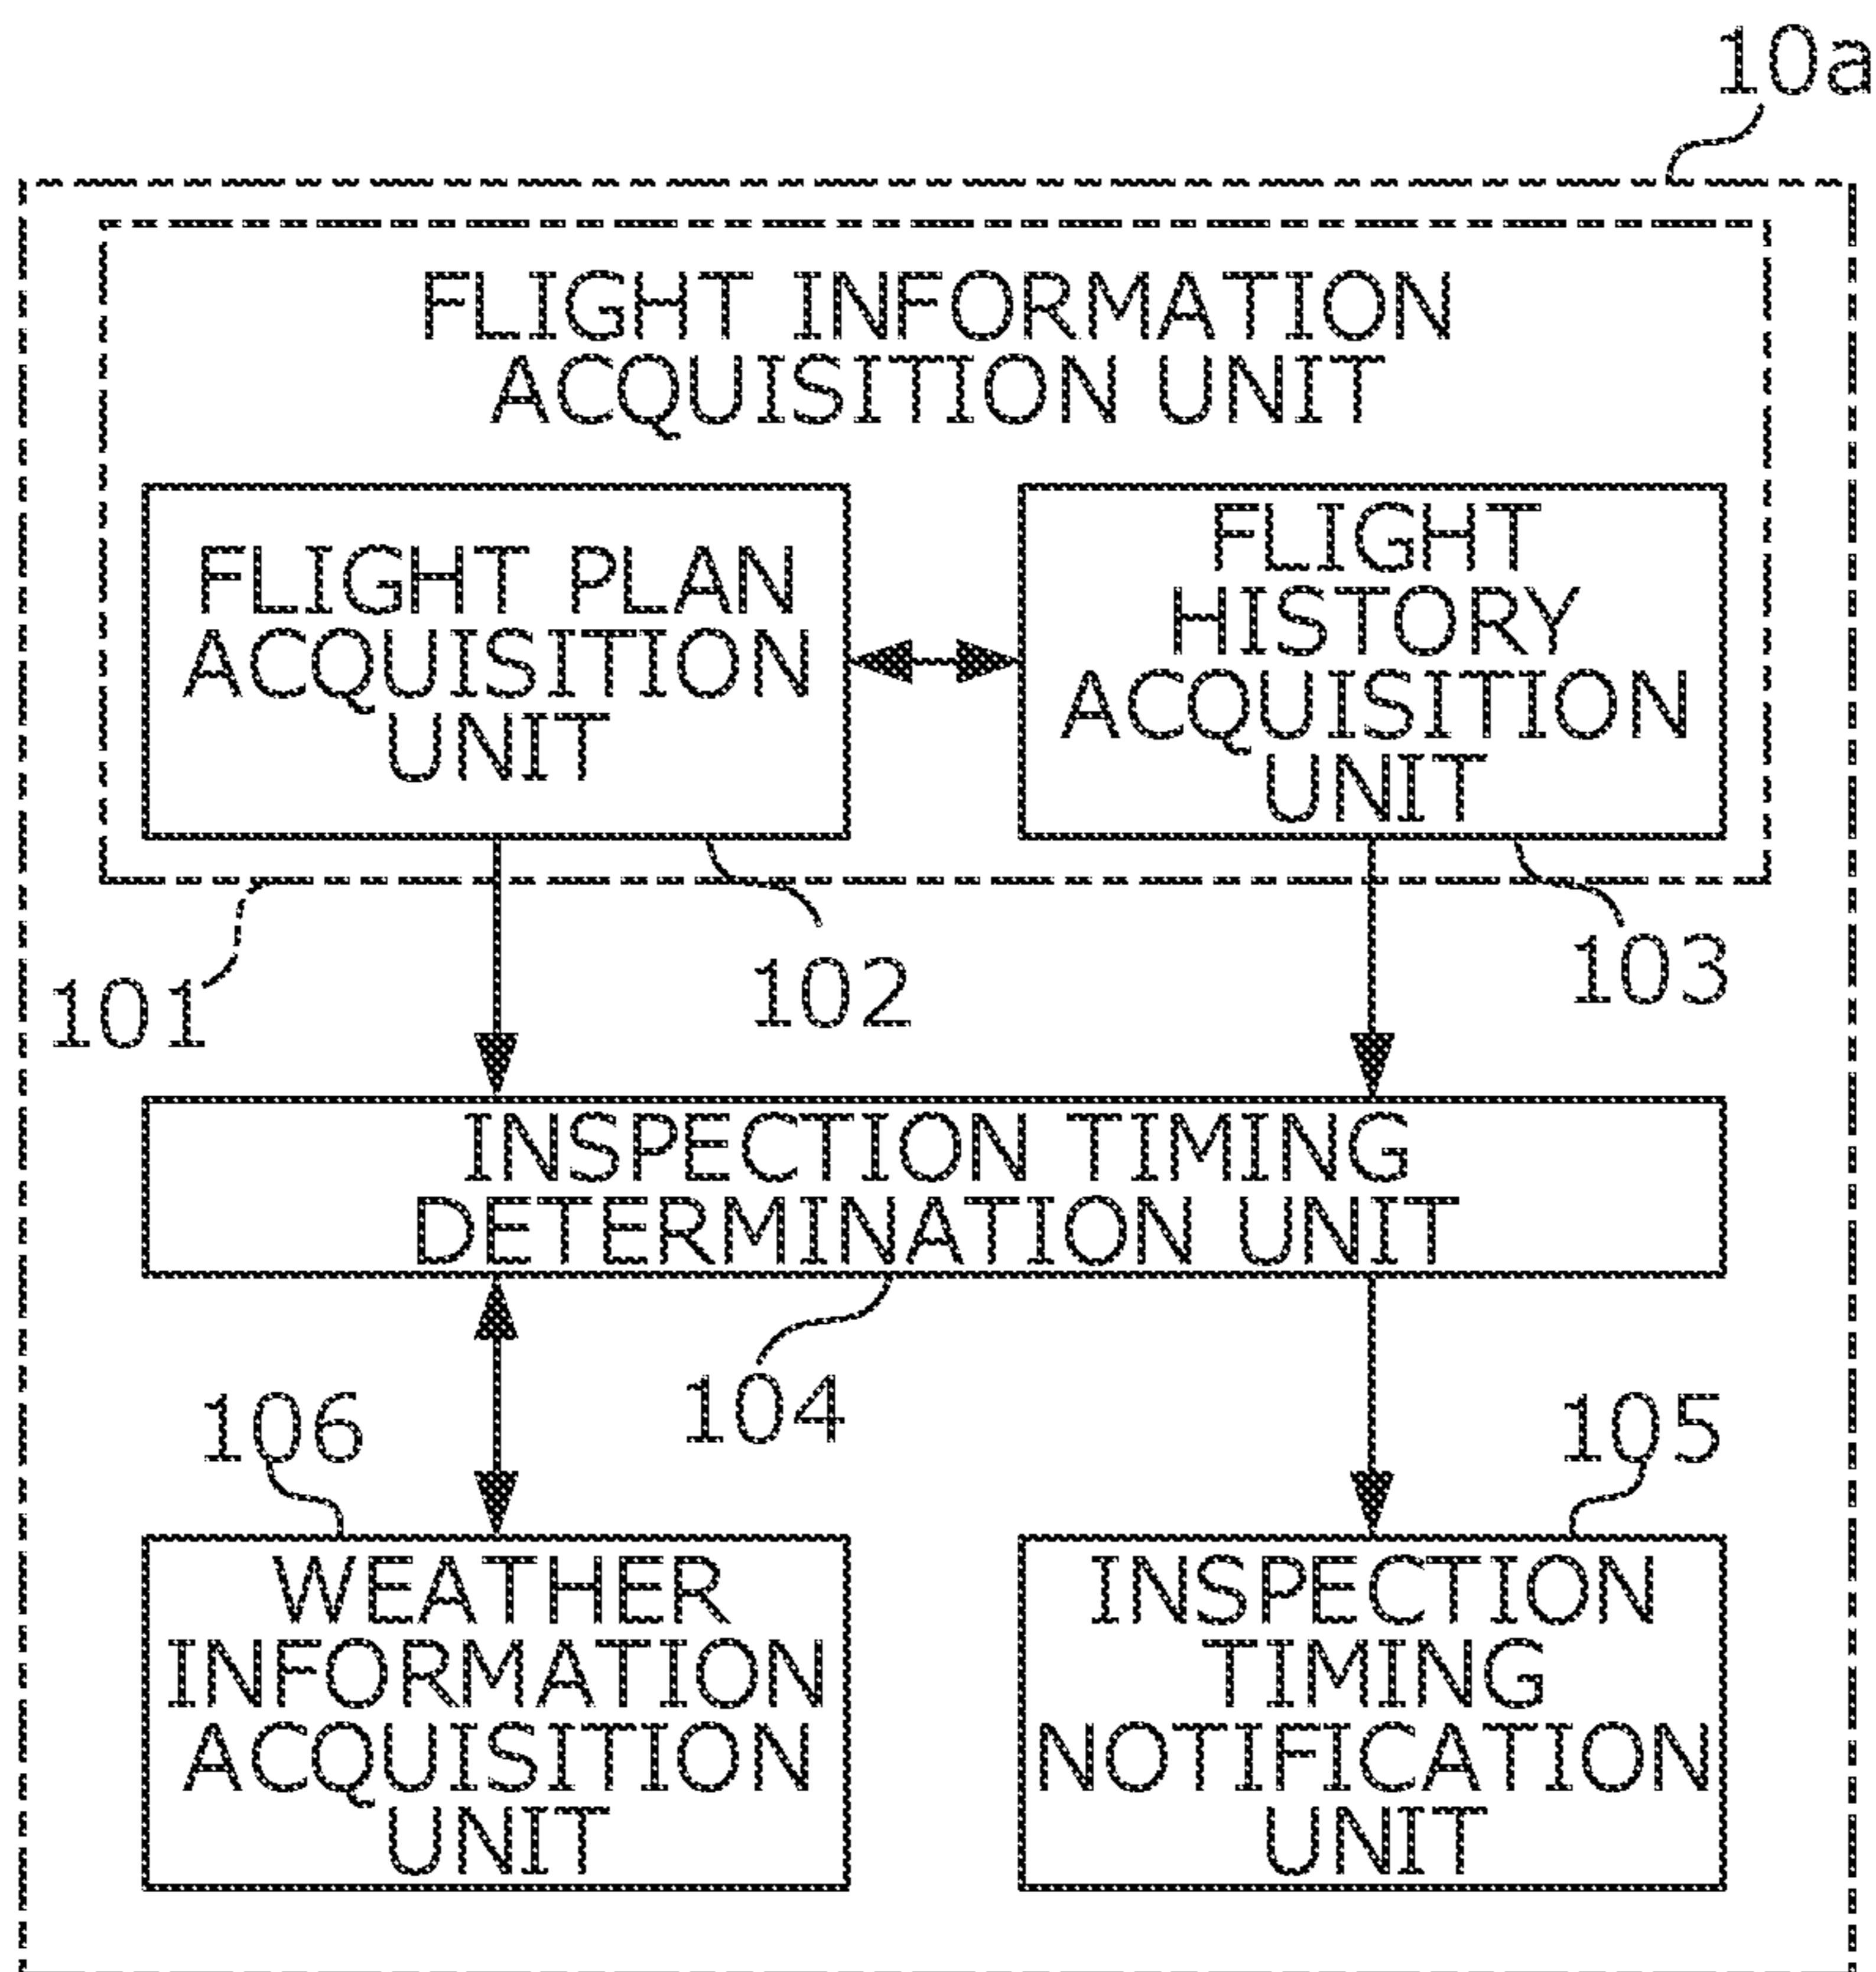 10a
FLIGHT INFORMATION
ACQUISITION UNIT
FLIGHT PLAN
ACQUISITION
UNIT
FLIGHT
HISTORY
ACQUISITION
UNIT
101
102
103
INSPECTION TIMING
DETERMINATION UNIT
104
106
105
WEATHER
INFORMATION
ACQUISITION
UNIT
INSPECTION
TIMING
NOTIFICATION
UNIT